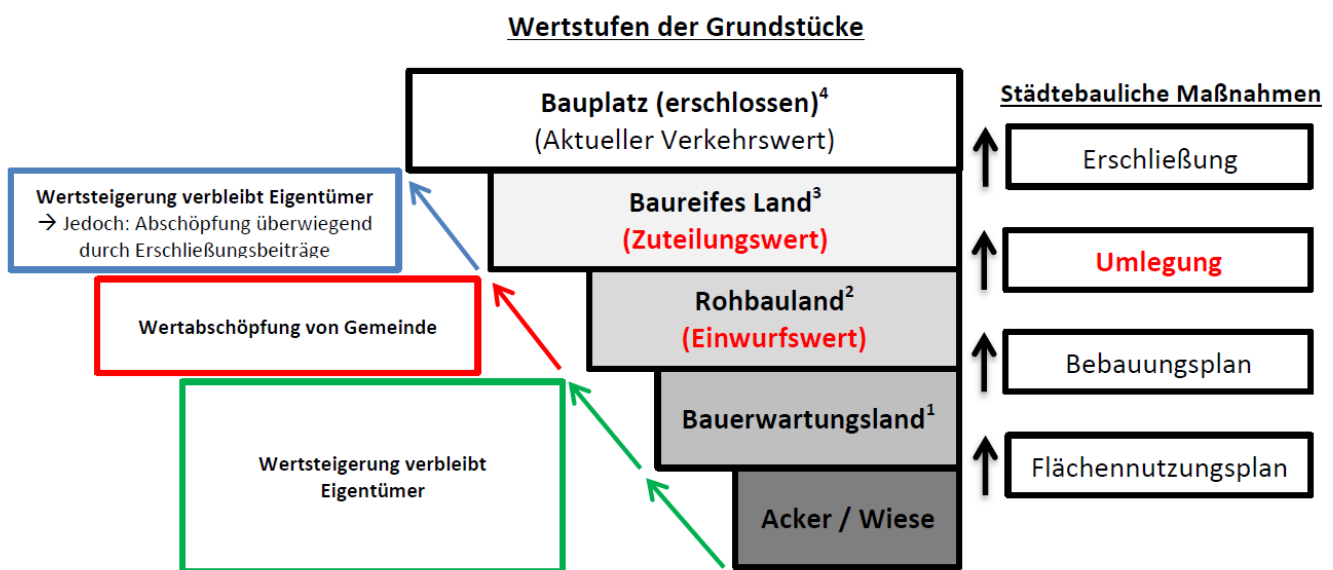 Wertstufen der Grundstücke
Städtebauliche Maßnahmen
Bauplatz (erschlossen)⁴
(Aktueller Verkehrswert)
Erschließung
Wertsteigerung verbleibt Eigentümer
→ Jedoch: Abschöpfung überwiegend
durch Erschließungsbeiträge
Baureifes Land³
(Zuteilungswert)
Umlegung
Wertabschöpfung von Gemeinde
Rohbauland²
(Einwurfswert)
Bebauungsplan
Bauerwartungsland¹
Wertsteigerung verbleibt
Eigentümer
Flächennutzungsplan
Acker / Wiese